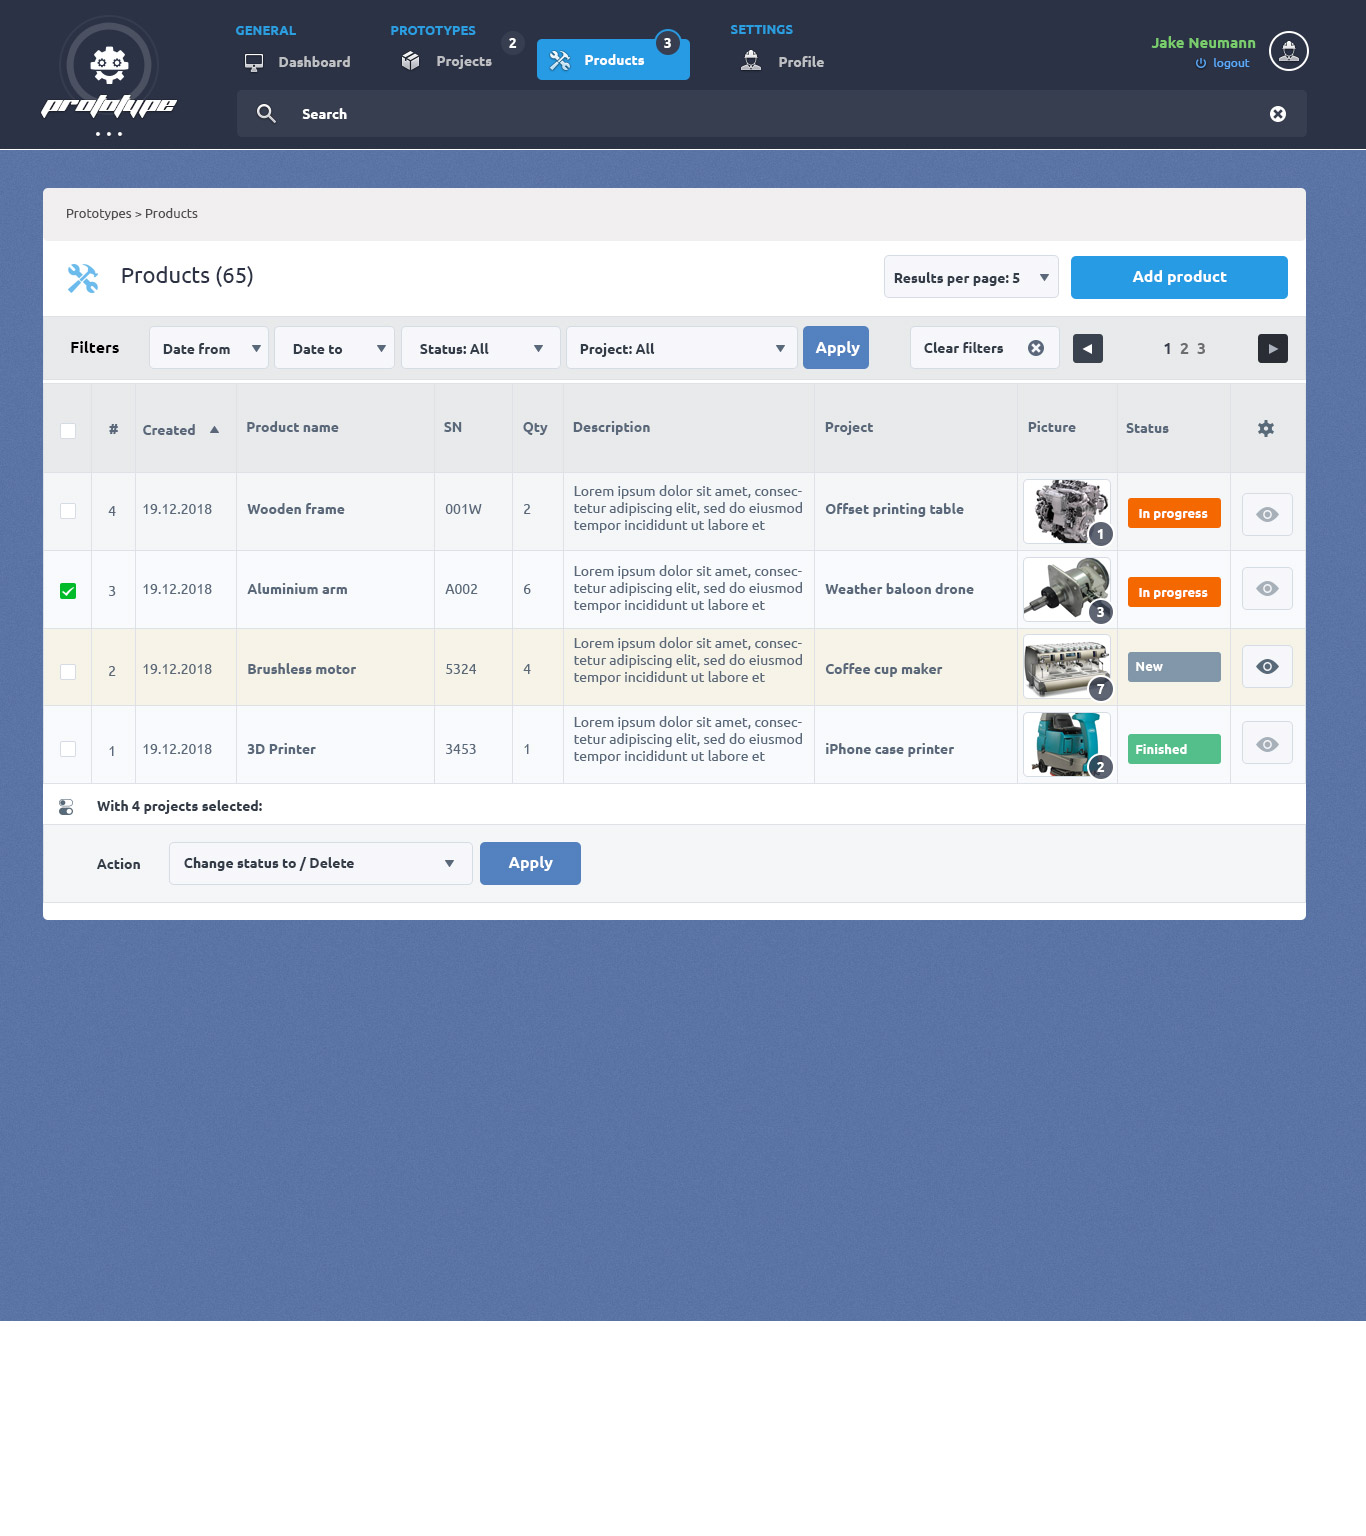 prototype
GENERAL
Dashboard
PROTOTYPES
Projects
2
Products
3
SETTINGS
Profile
Jake Neumann
logout
Search
Prototypes > Products
Products (65)
Results per page: 5
Add product
Filters
Date from
Date to
Status: All
Project: All
Apply
Clear filters
1 2 3
# Created Product name SN Qty Description Project Picture Status
4 19.12.2018 Wooden frame 001W 2
Lorem ipsum dolor sit amet, consec-
tetur adipiscing elit, sed do eiusmod
tempor incididunt ut labore et
Offset printing table
1
In progress
3 19.12.2018 Aluminium arm A002 6
Lorem ipsum dolor sit amet, consec-
tetur adipiscing elit, sed do eiusmod
tempor incididunt ut labore et
Weather baloon drone
3
In progress
2 19.12.2018 Brushless motor 5324 4
Lorem ipsum dolor sit amet, consec-
tetur adipiscing elit, sed do eiusmod
tempor incididunt ut labore et
Coffee cup maker
7
New
1 19.12.2018 3D Printer 3453 1
Lorem ipsum dolor sit amet, consec-
tetur adipiscing elit, sed do eiusmod
tempor incididunt ut labore et
iPhone case printer
2
Finished
With 4 projects selected:
Action
Change status to / Delete
Apply